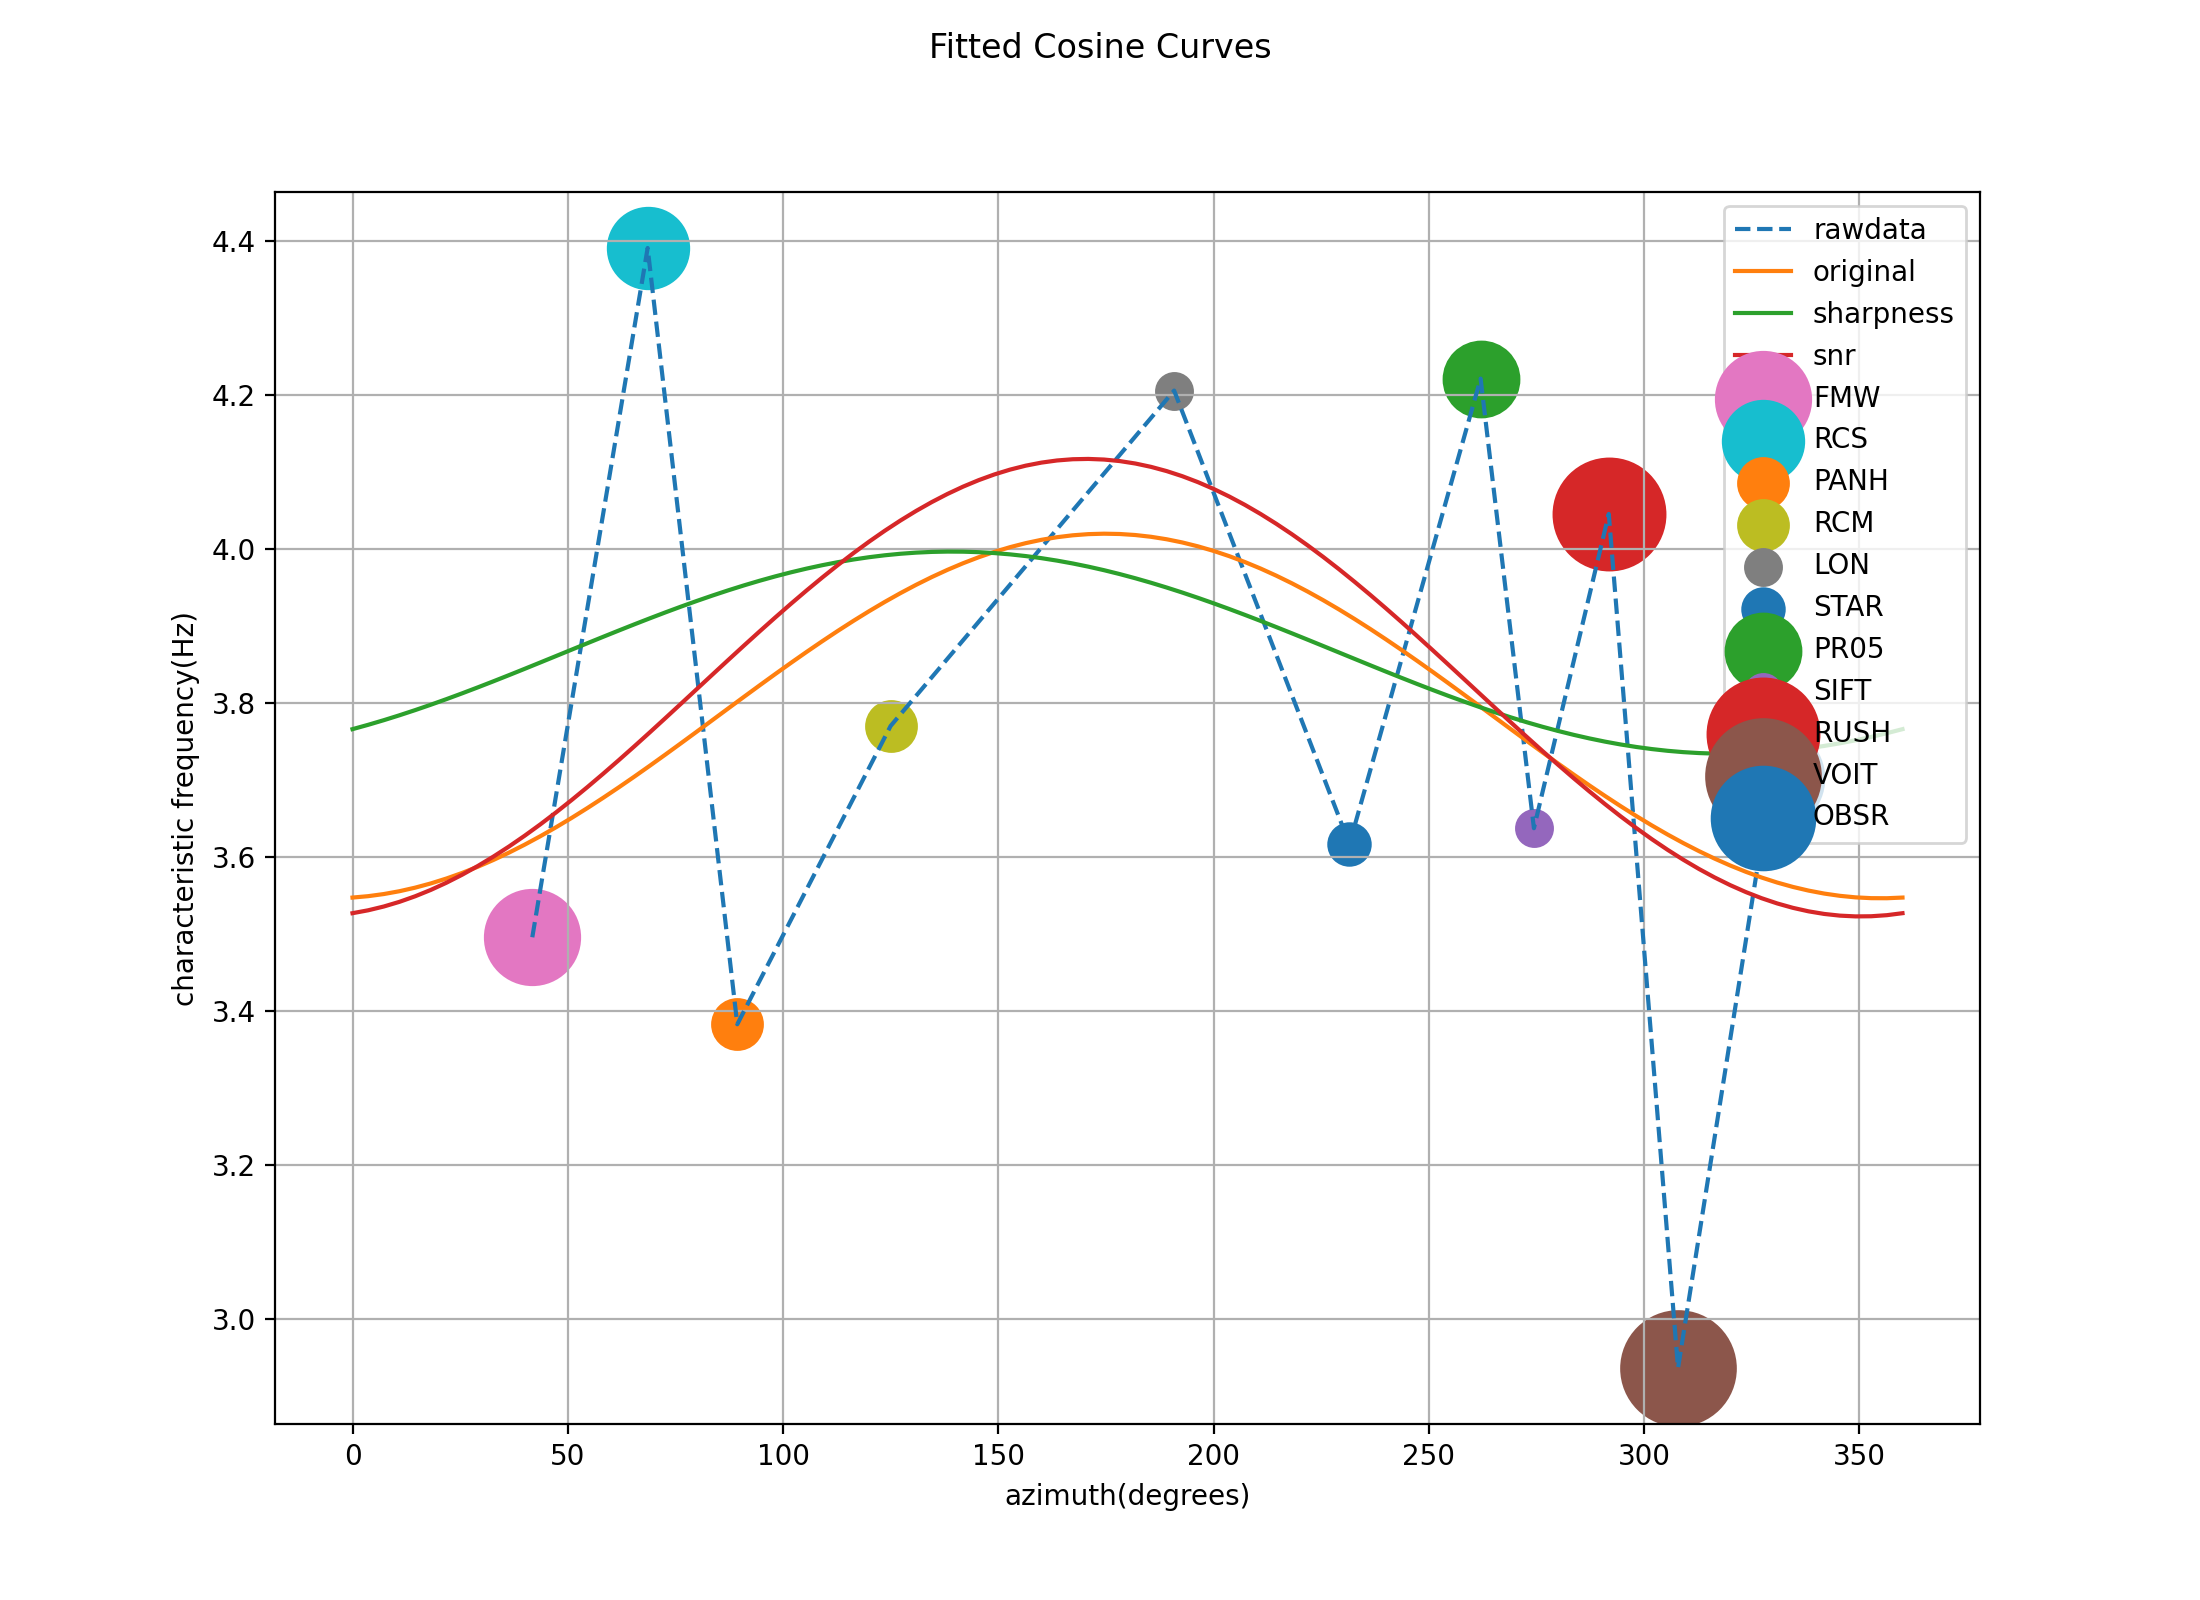 Fitted Cosine Curves
4.4
4.2
4.0
3.8
3.6
3.4
3.2
3.0
characteristic frequency(Hz)
rawdata
original
sharpness
snr
FMW
RCS
PANH
RCM
LON
STAR
PR05
SIFT
RUSH
VOIT
OBSR
0 50 100 150 200 250 300 350
azimuth(degrees)